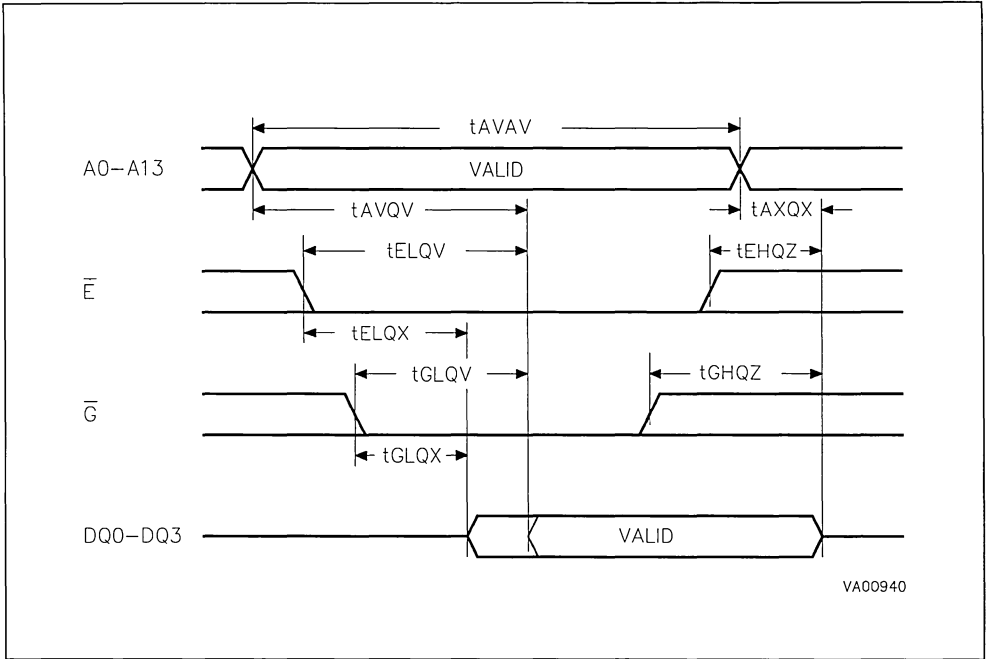 tAVAV
A0-A13
VALID
tAVQV
tAXQX
tELQV
tEHQZ
E̅
tELQX
tGLQV
tGHQZ
G̅
tGLQX
DQ0-DQ3
VALID
VA00940